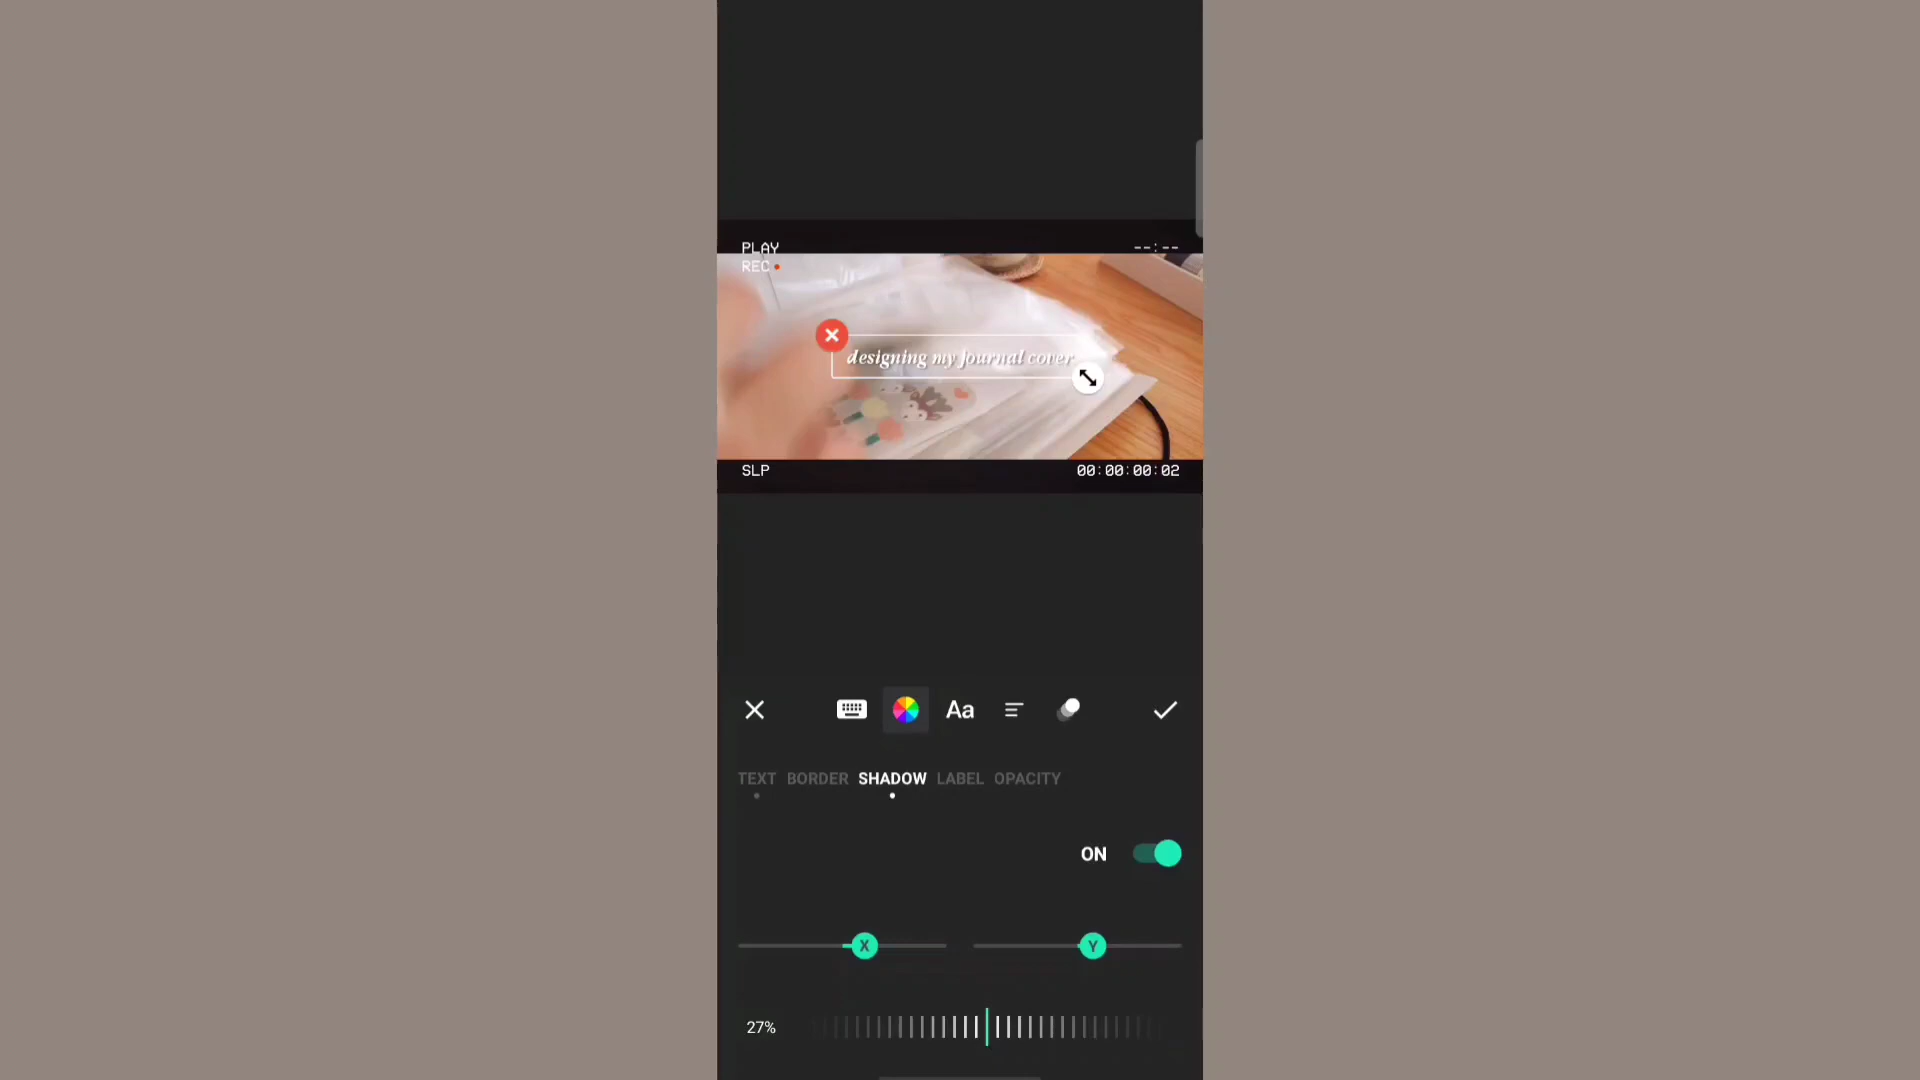 PLAY --:--
REC
designing my journal cover
SLP 00:00:00:02
Aa
TEXT BORDER SHADOW LABEL OPACITY
ON
X Y
27%